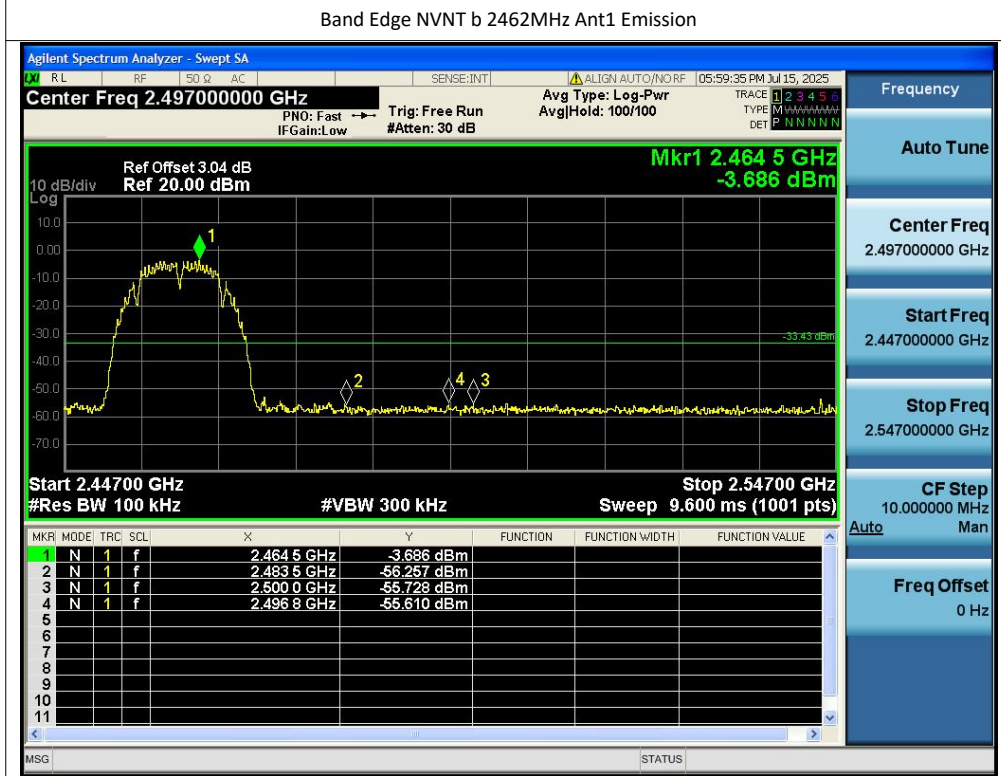 Band Edge NVNT b 2462MHz Ant1 Emission
Agilent Spectrum Analyzer - Swept SA
LXI RL RF 50 Ω AC SENSE:INT ALIGN AUTO/NO RF 05:59:35 PM Jul 15, 2025
Center Freq 2.497000000 GHz
PNO: Fast
IFGain:Low
Trig: Free Run
#Atten: 30 dB
Avg Type: Log-Pwr
Avg|Hold: 100/100
TRACE 1 2 3 4 5 6
TYPE M WWWWW
DET P N N N N N
Mkr1 2.464 5 GHz
-3.686 dBm
Ref Offset 3.04 dB
10 dB/div Ref 20.00 dBm
Log
10.0
0.00
-10.0
-20.0
-30.0
-40.0
-50.0
-60.0
-70.0
1
2
4
3
-33.43 dBm
Start 2.44700 GHz Stop 2.54700 GHz
#Res BW 100 kHz #VBW 300 kHz Sweep 9.600 ms (1001 pts)
MKR MODE TRC SCL X Y FUNCTION FUNCTION WIDTH FUNCTION VALUE
1 N 1 f 2.464 5 GHz -3.686 dBm
2 N 1 f 2.483 5 GHz -56.257 dBm
3 N 1 f 2.500 0 GHz -55.728 dBm
4 N 1 f 2.496 8 GHz -55.610 dBm
5
6
7
8
9
10
11
MSG STATUS
Frequency
Auto Tune
Center Freq
2.497000000 GHz
Start Freq
2.447000000 GHz
Stop Freq
2.547000000 GHz
CF Step
10.000000 MHz
Auto Man
Freq Offset
0 Hz